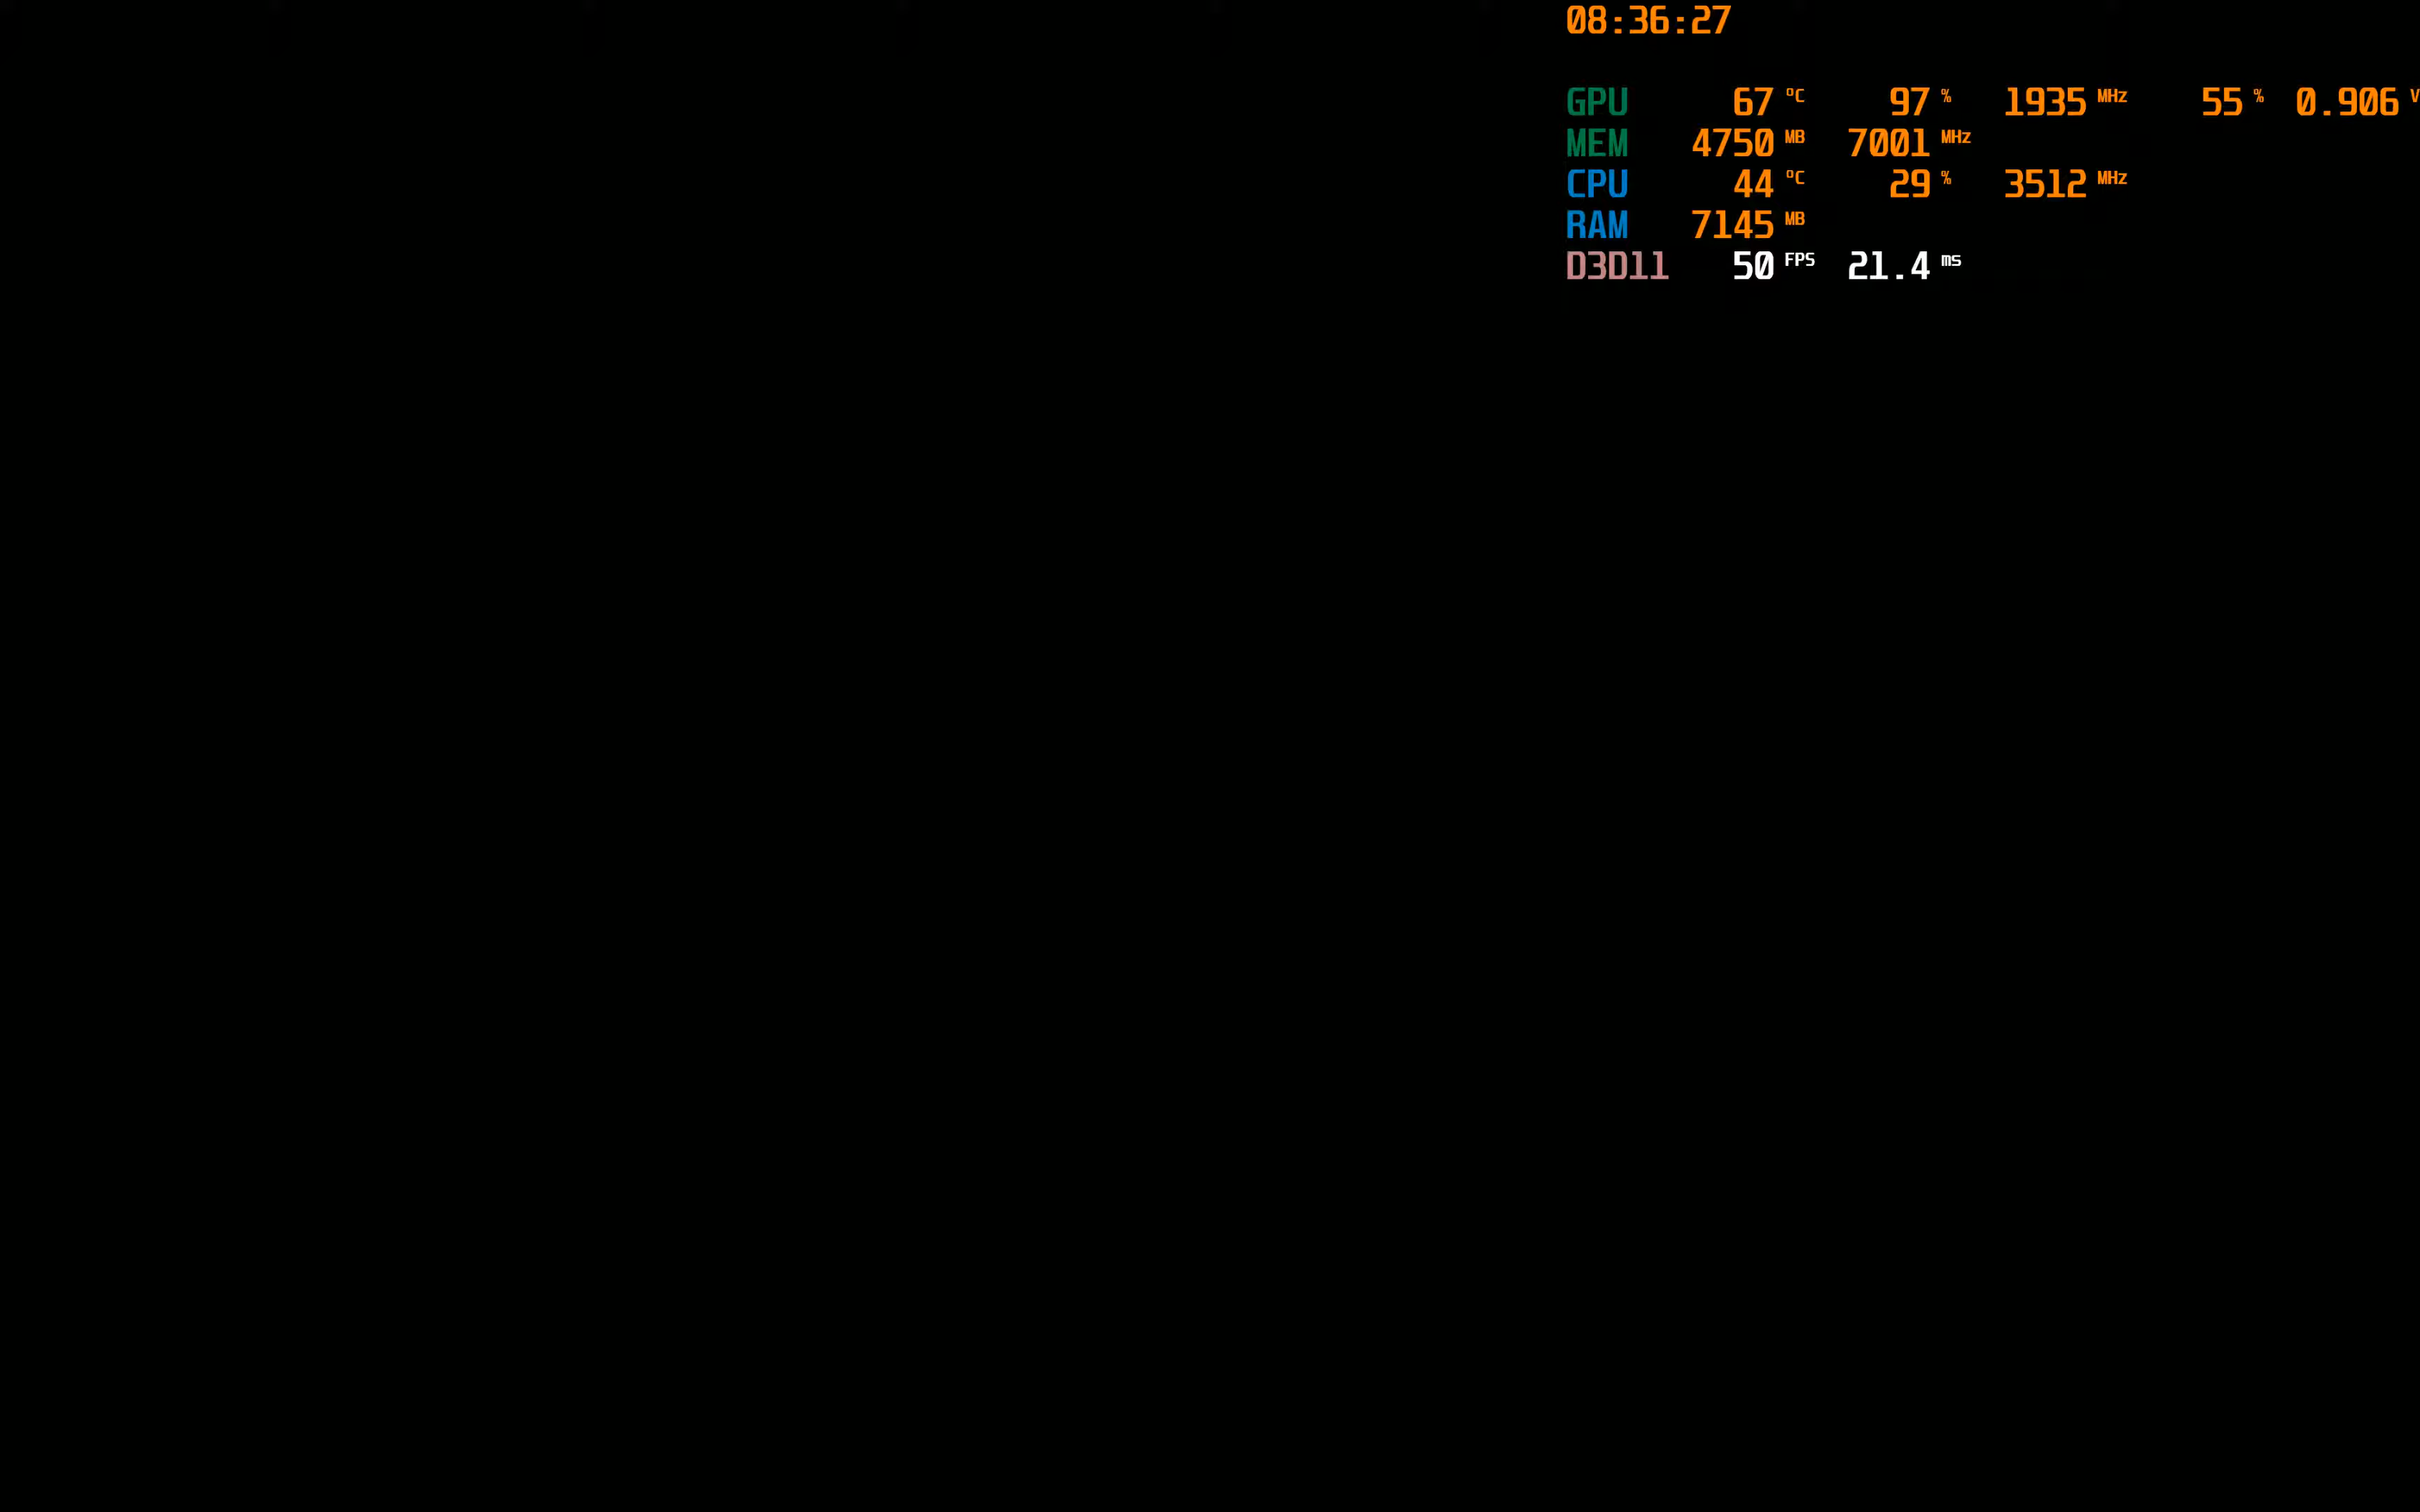 08:36:27
GPU 67 °C 97 % 1935 MHz 55 % 0.906 V
MEM 4750 MB 7001 MHz
CPU 44 °C 29 % 3512 MHz
RAM 7145 MB
D3D11 50 FPS 21.4 ms